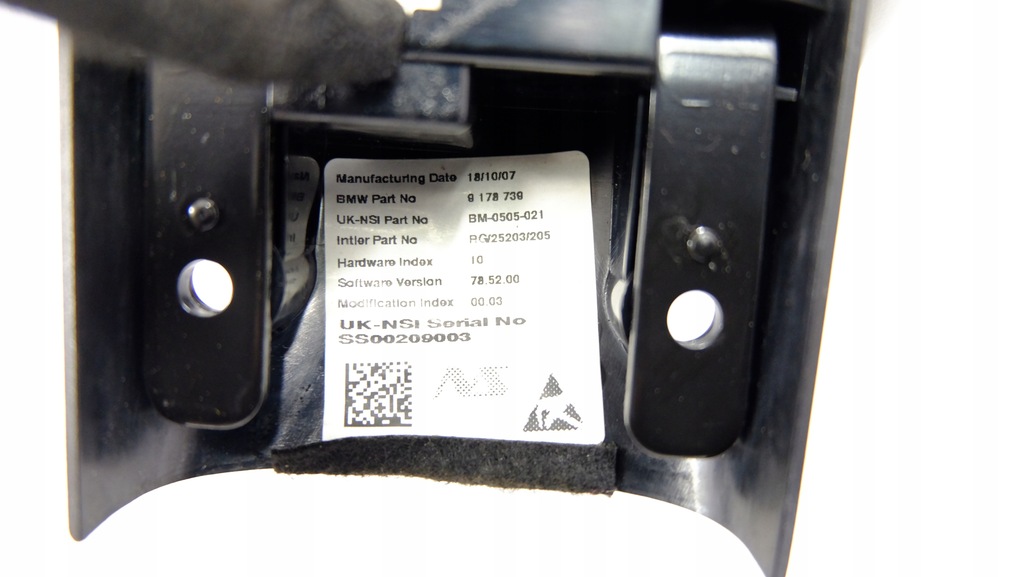 Manufacturing Date 18/10/07
BMW Part No 9 178 739
UK-NSI Part No BM-0505-021
Intier Part No RG/25203/205
Hardware Index 10
Software Version 78.52.00
Modification Index 00.03
UK-NSI Serial No
SS00209003